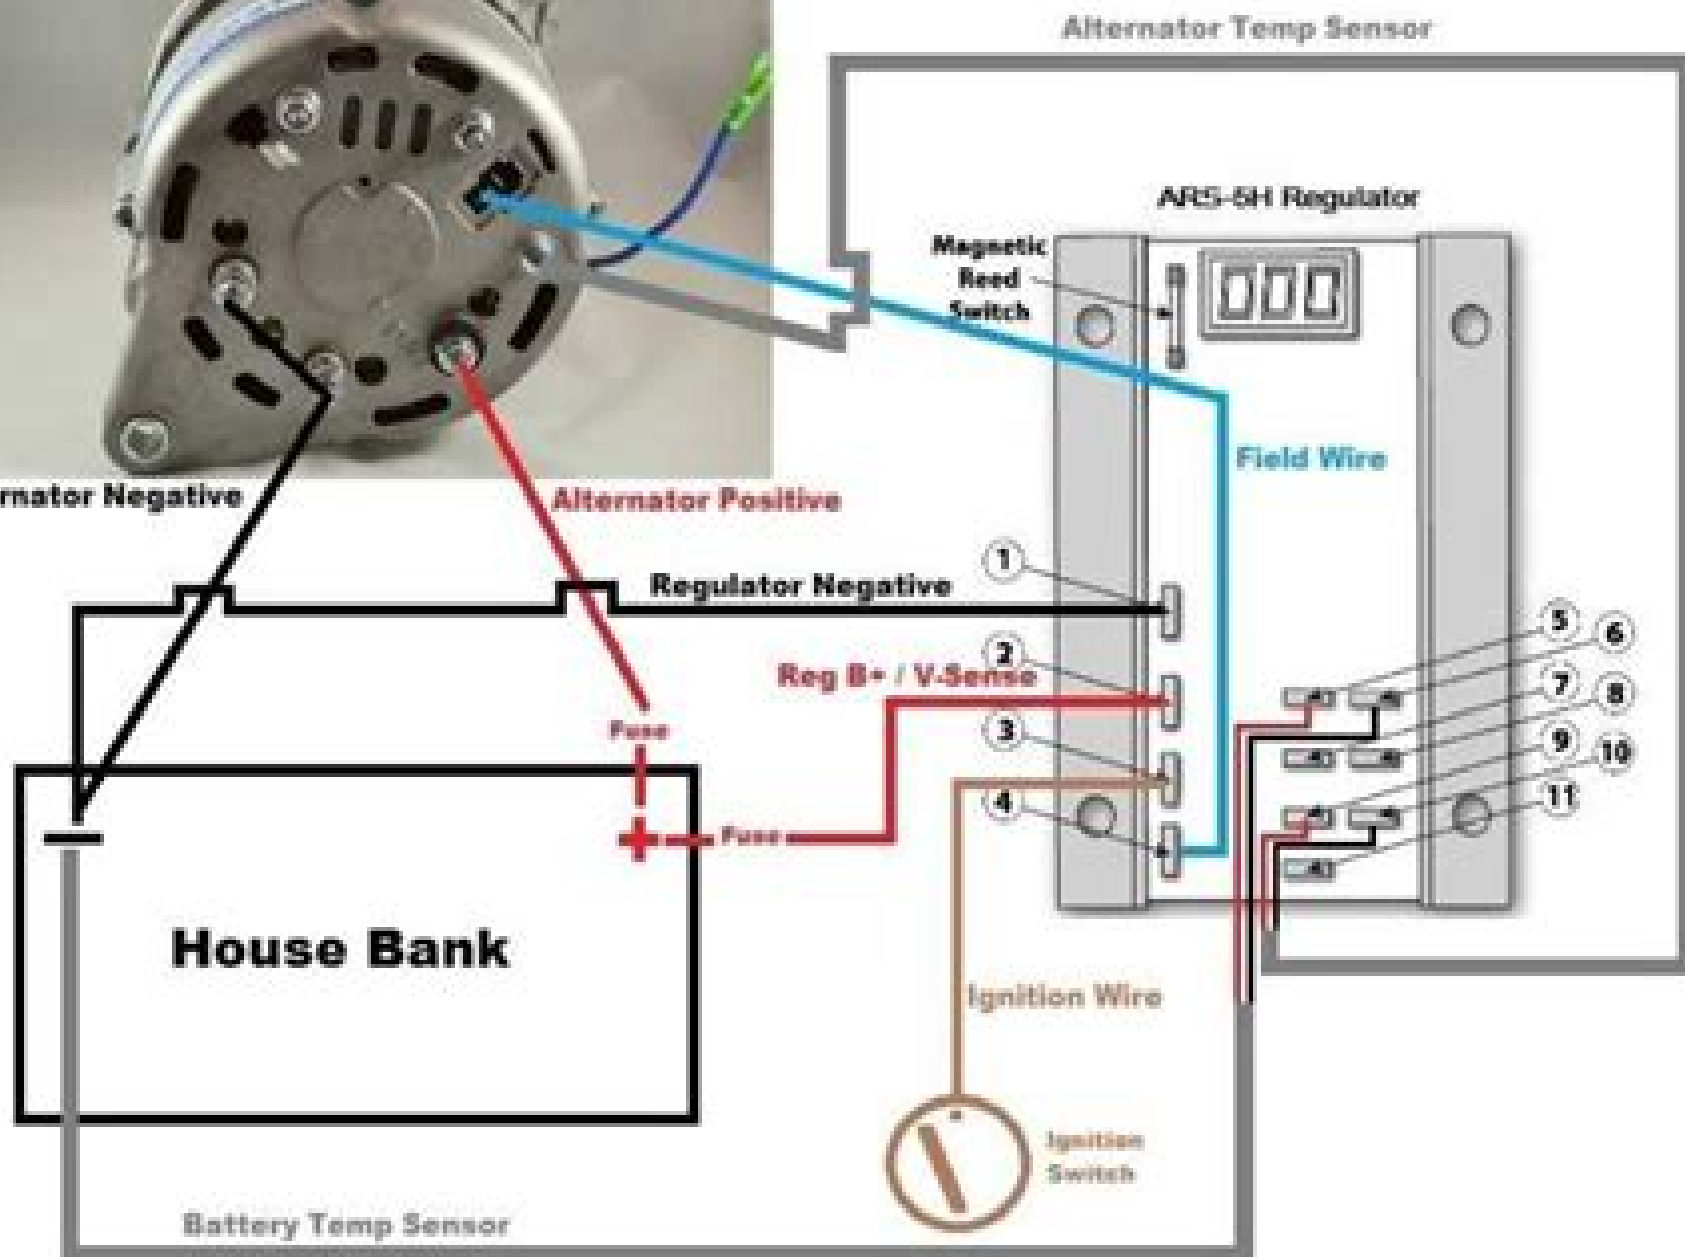 Alternator Temp Sensor
ARS-5H Regulator
Magnetic
Reed
Switch
Field Wire
rnator Negative
Alternator Positive
1
Regulator Negative
2
Reg B+ / V-Sense
3
4
5
6
7
8
9
10
11
Fuse
Fuse
House Bank
Ignition Wire
Ignition
Switch
Battery Temp Sensor